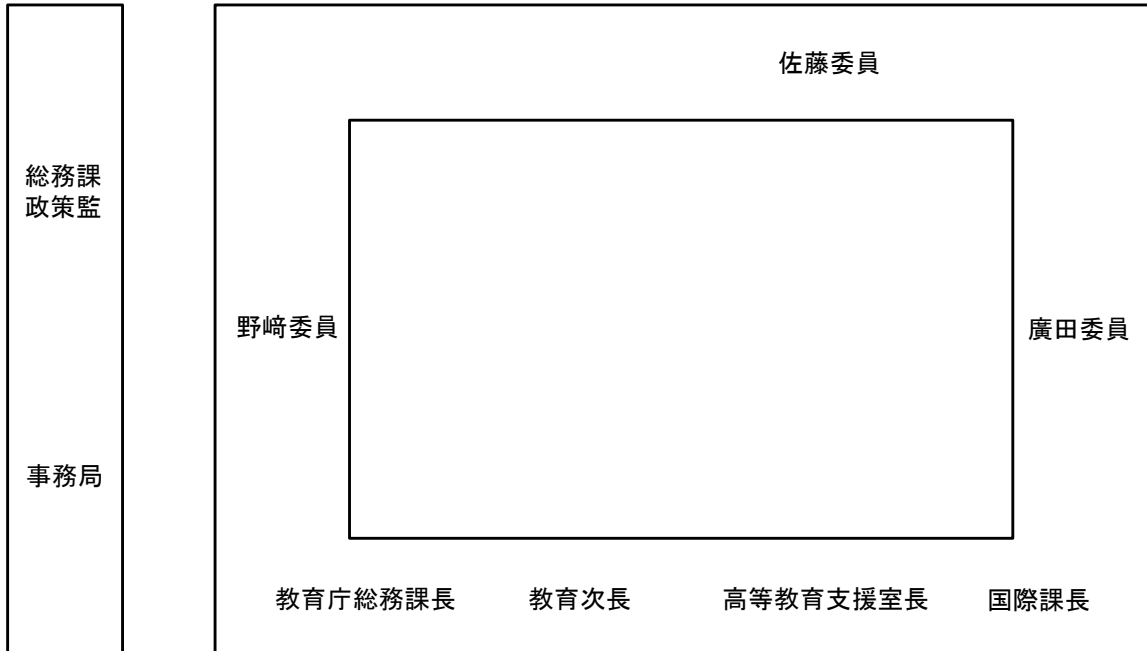 佐藤委員
総務課
政策監
野﨑委員
廣田委員
事務局
教育庁総務課長
教育次長
高等教育支援室長
国際課長